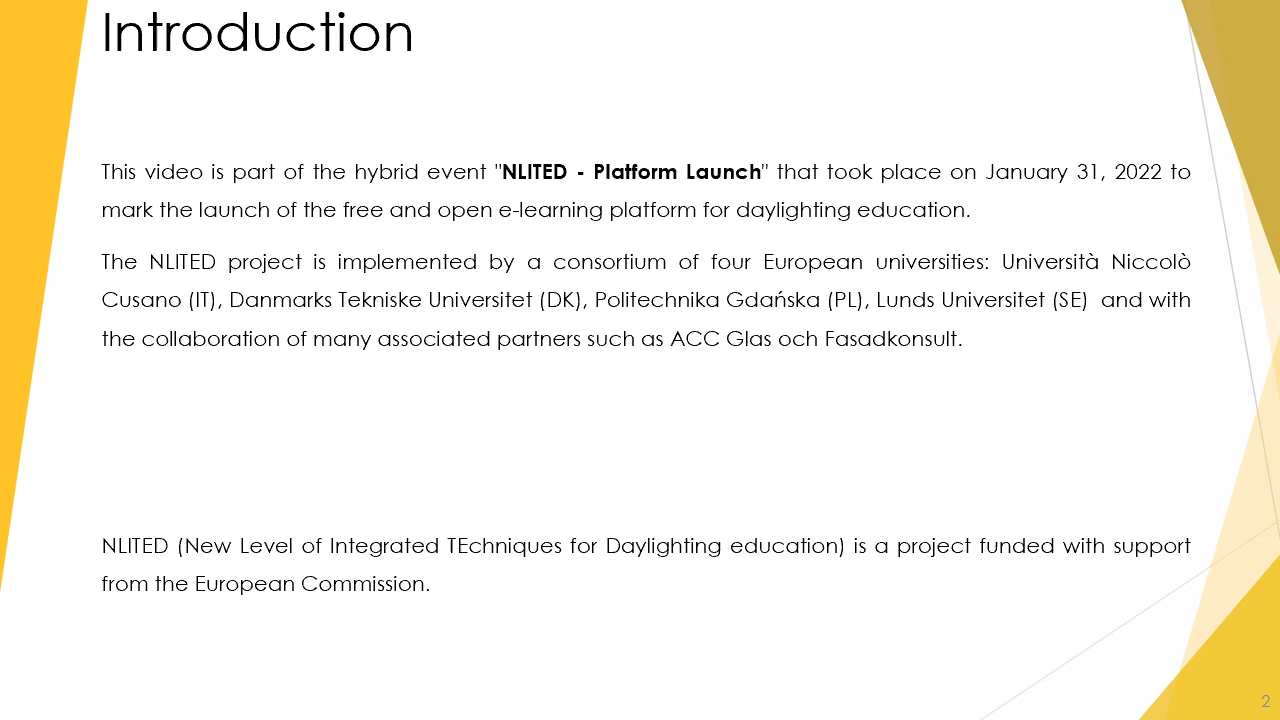 Introduction
This video is part of the hybrid event "NLITED - Platform Launch" that took place on January 31, 2022 to
mark the launch of the free and open e-learning platform for daylighting education.
The NLITED project is implemented by a consortium of four European universities: Università Niccolò
Cusano (IT), Danmarks Tekniske Universitet (DK), Politechnika Gdańska (PL), Lunds Universitet (SE) and with
the collaboration of many associated partners such as ACC Glas och Fasadkonsult.
NLITED (New Level of Integrated TEchniques for Daylighting education) is a project funded with support
from the European Commission.
2